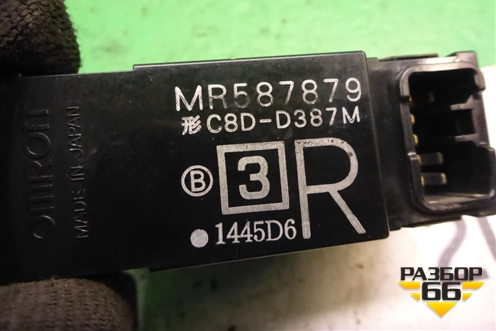 MR587879
形 C8D-D387M
B 3 R
1445D6
OMRON
MADE IN JAPAN
РАЗБОР
66